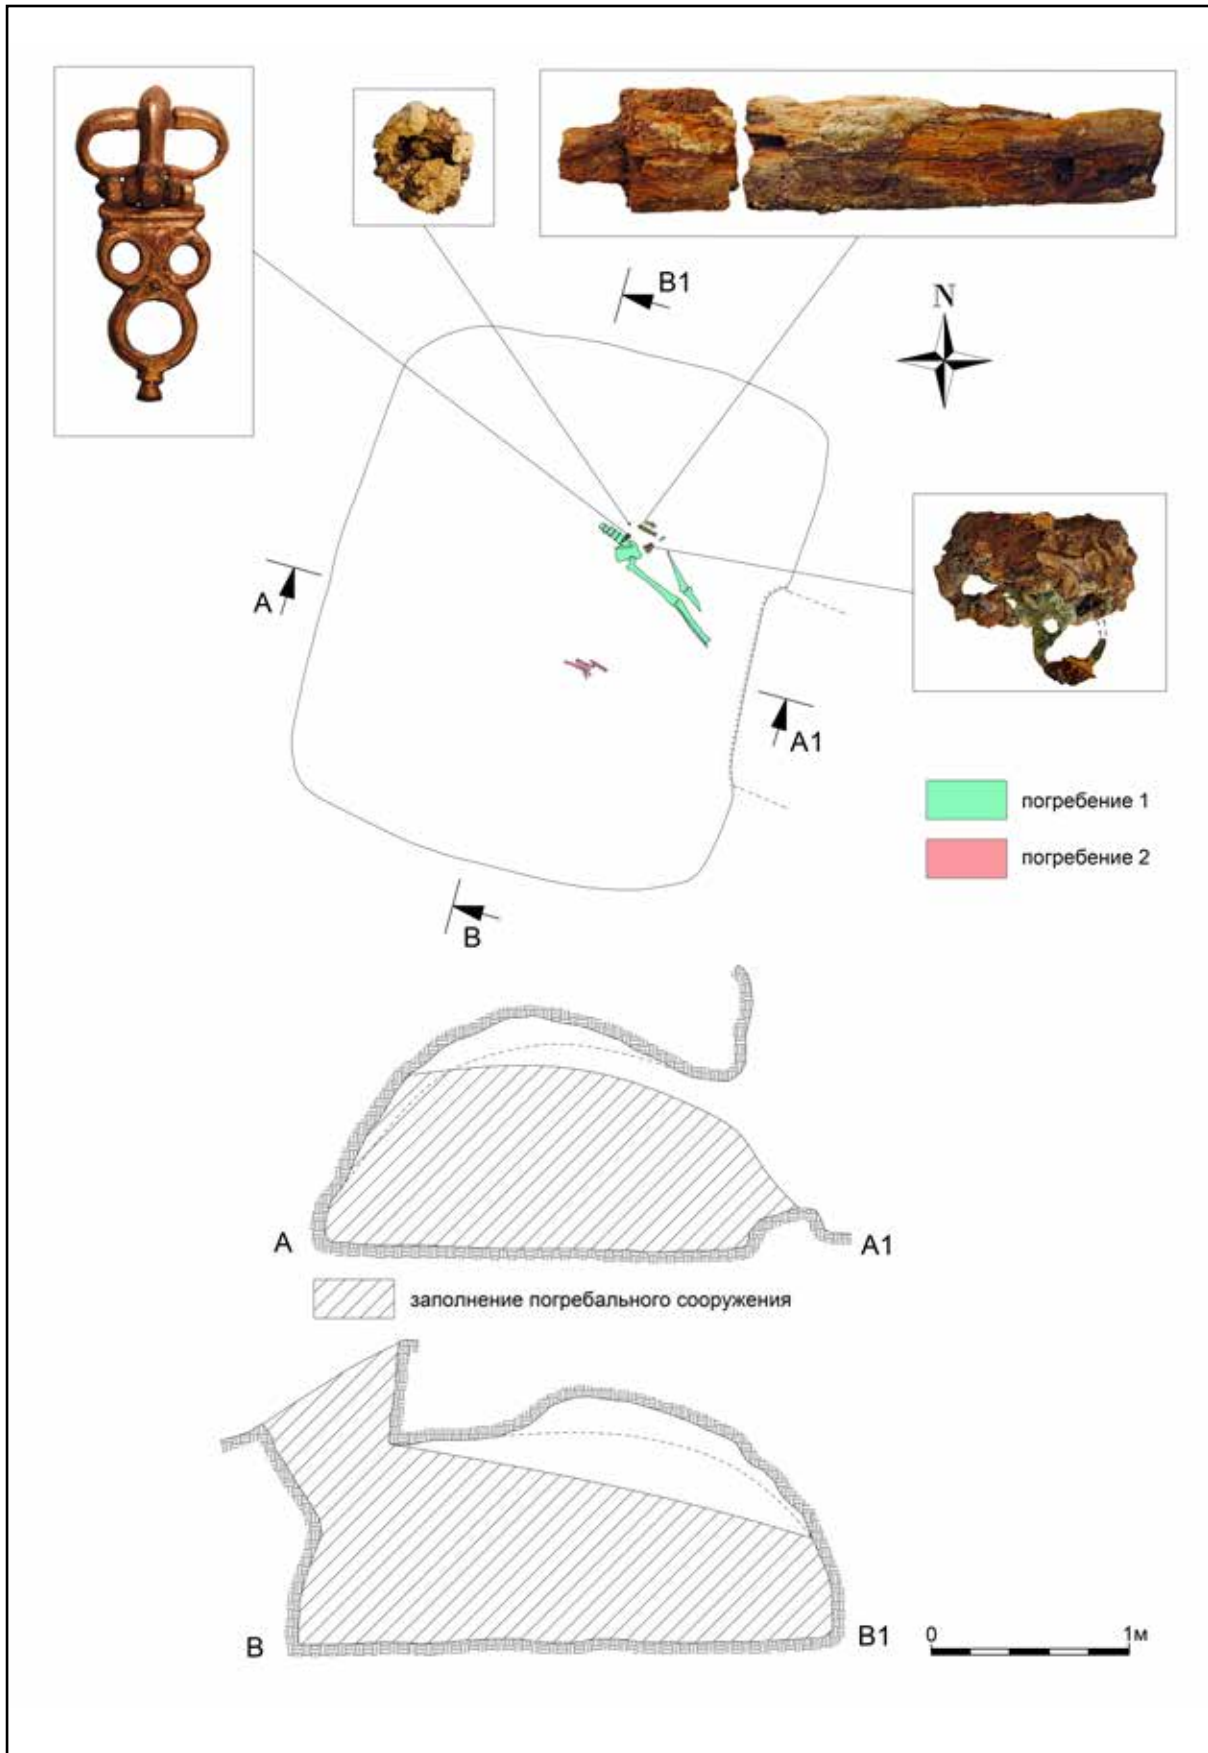 B1
N
A
A1
погребение 1
погребение 2
B
A
A1
заполнение погребального сооружения
B
B1
0 1м